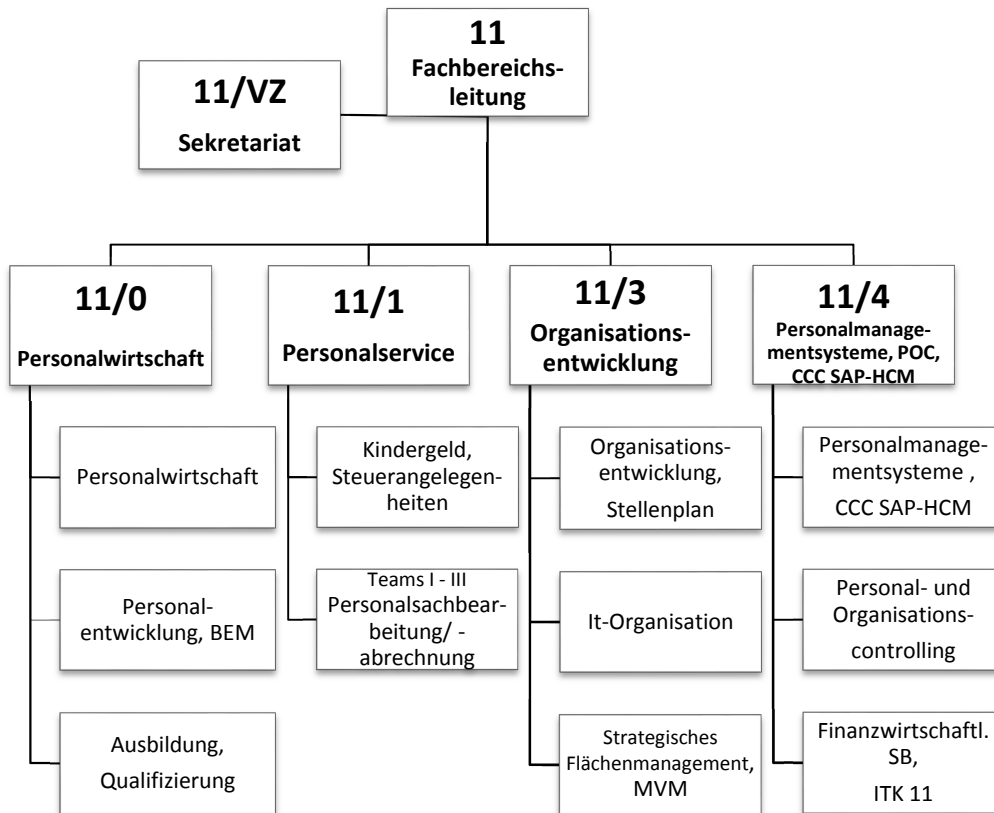 11
Fachbereichs-
leitung
11/VZ
Sekretariat
11/0
Personalwirtschaft
11/1
Personalservice
11/3
Organisations-
entwicklung
11/4
Personalmanage-
mentsysteme, POC,
CCC SAP-HCM
Personalwirtschaft
Personal-
entwicklung, BEM
Ausbildung,
Qualifizierung
Kindergeld,
Steuerangelegen-
heiten
Teams I - III
Personalsachbear-
beitung/ -
abrechnung
Organisations-
entwicklung,
Stellenplan
It-Organisation
Strategisches
Flächenmanagement,
MVM
Personalmanage-
mentsysteme ,
CCC SAP-HCM
Personal- und
Organisations-
controlling
Finanzwirtschaftl.
SB,
ITK 11